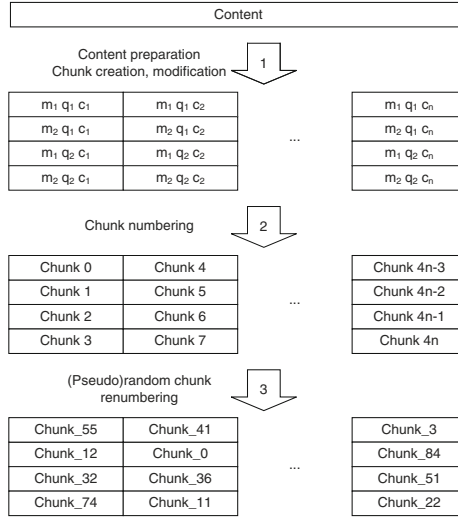 Content
Content preparation
Chunk creation, modification
1
m₁ q₁ c₁ m₁ q₁ c₂ m₁ q₁ cₙ
m₂ q₁ c₁ m₂ q₁ c₂ ... m₂ q₁ cₙ
m₁ q₂ c₁ m₁ q₂ c₂ m₁ q₂ cₙ
m₂ q₂ c₁ m₂ q₂ c₂ m₂ q₂ cₙ
Chunk numbering 2
Chunk 0 Chunk 4 Chunk 4n-3
Chunk 1 Chunk 5 ... Chunk 4n-2
Chunk 2 Chunk 6 Chunk 4n-1
Chunk 3 Chunk 7 Chunk 4n
(Pseudo)random chunk
renumbering
3
Chunk_55 Chunk_41 Chunk_3
Chunk_12 Chunk_0 ... Chunk_84
Chunk_32 Chunk_36 Chunk_51
Chunk_74 Chunk_11 Chunk_22